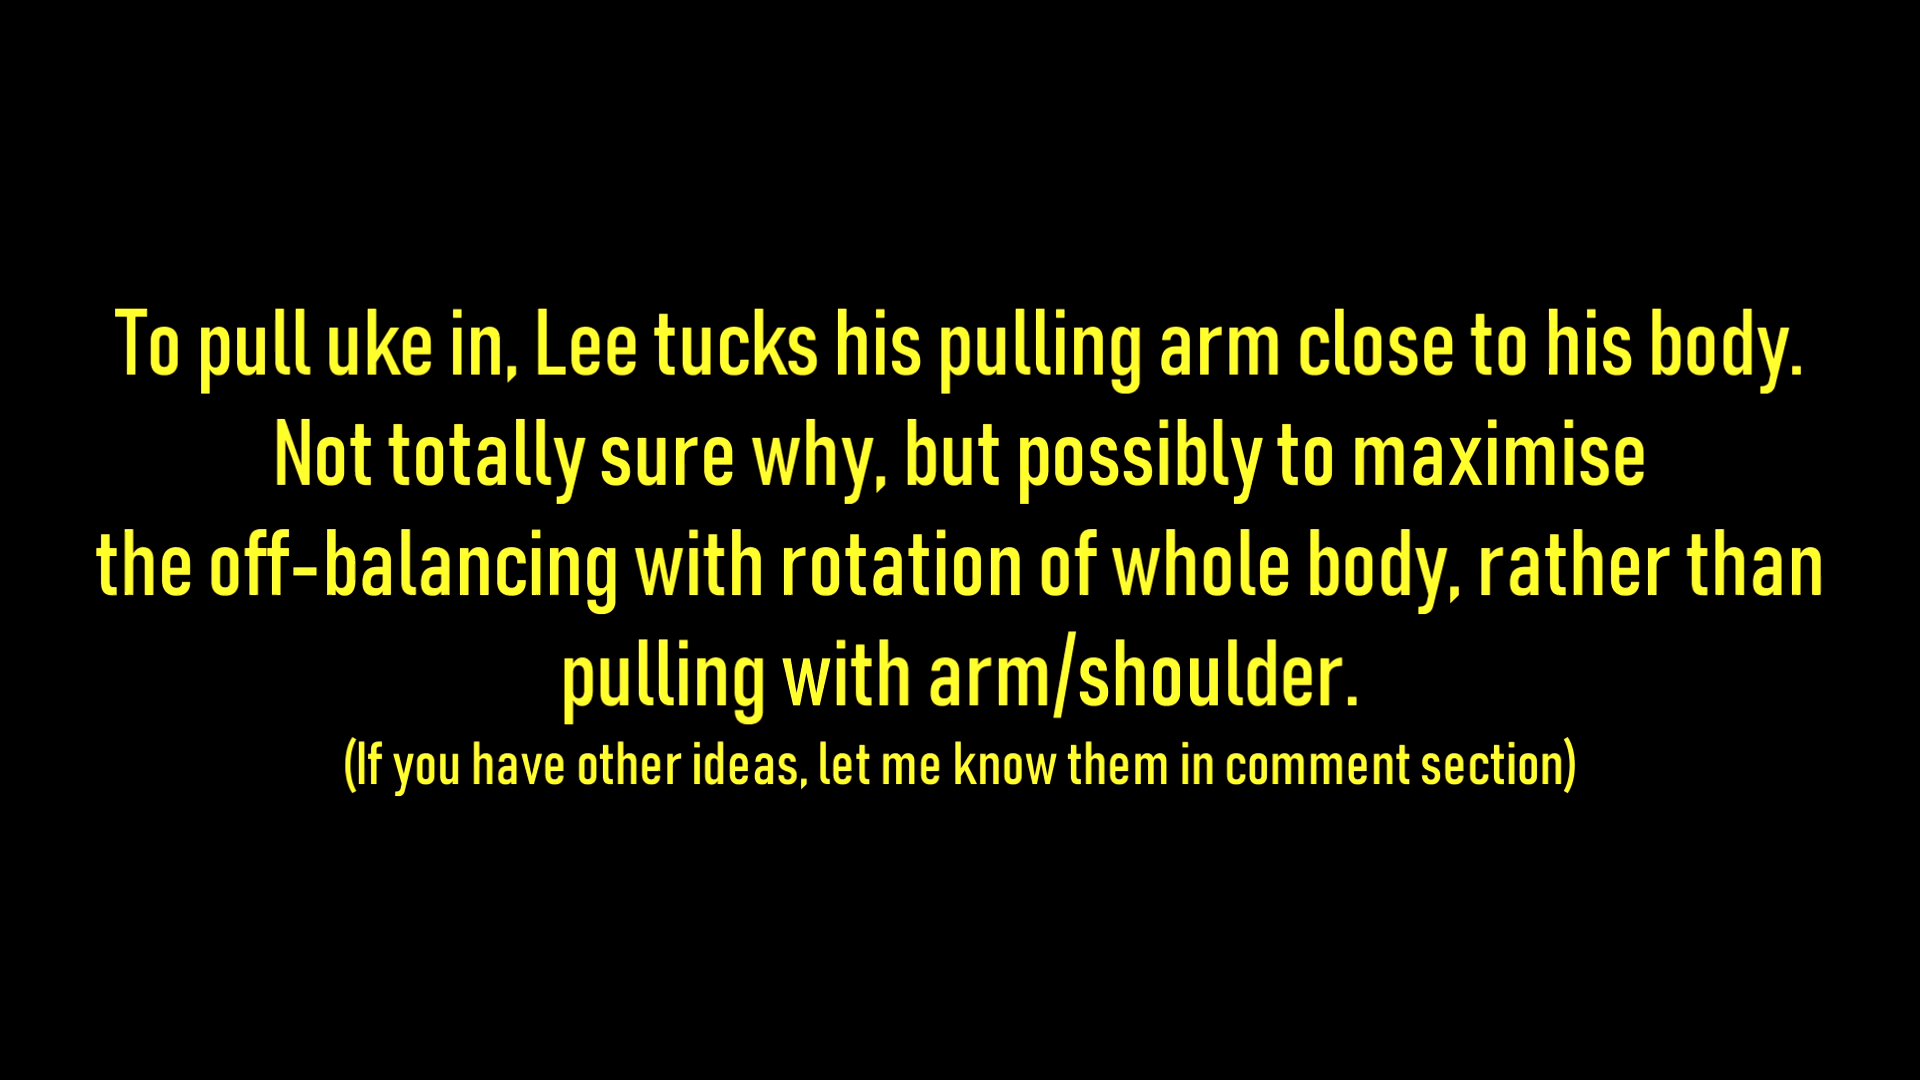 To pull uke in, Lee tucks his pulling arm close to his body.
Not totally sure why, but possibly to maximise
the off-balancing with rotation of whole body, rather than
pulling with arm/shoulder.
(If you have other ideas, let me know them in comment section)